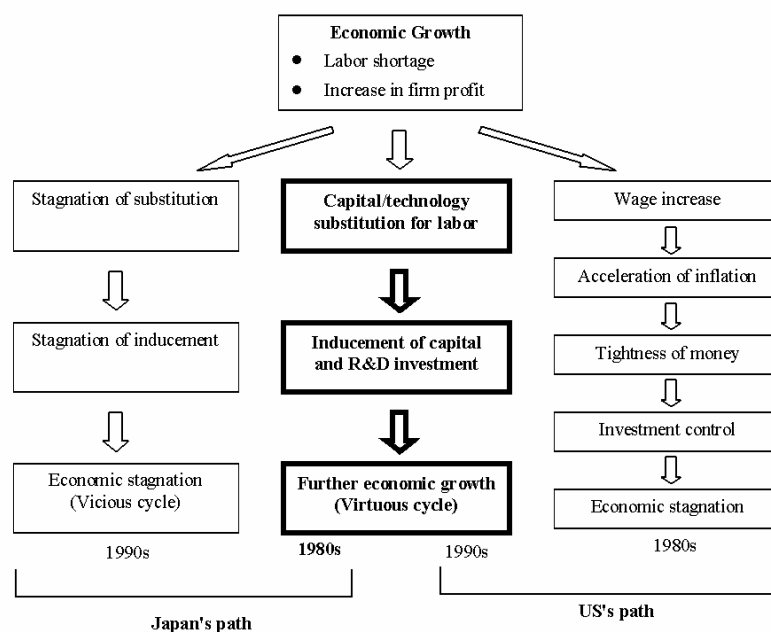 Economic Growth
● Labor shortage
● Increase in firm profit
Stagnation of substitution
Stagnation of inducement
Economic stagnation
(Vicious cycle)
1990s
Capital/technology
substitution for labor
Inducement of capital
and R&D investment
Further economic growth
(Virtuous cycle)
1980s
1990s
Wage increase
Acceleration of inflation
Tightness of money
Investment control
Economic stagnation
1980s
Japan's path
US's path